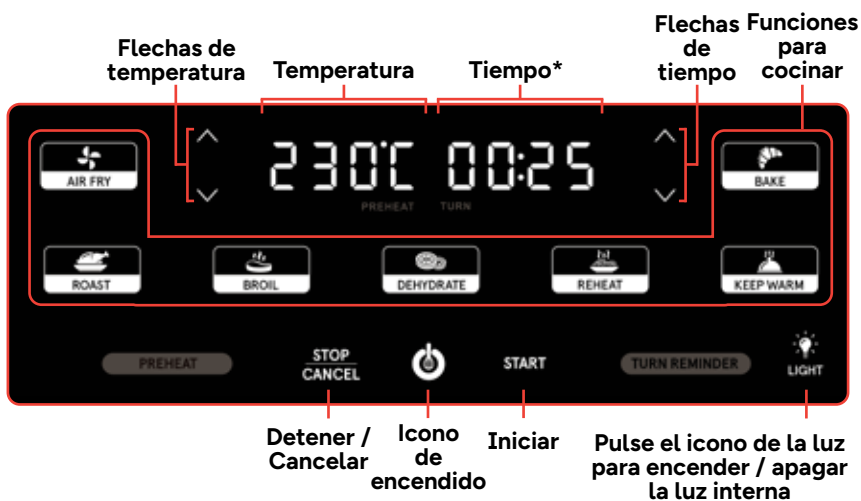 Flechas de
temperatura
Temperatura
Tiempo*
Flechas
de
tiempo
Funciones
para
cocinar
AIR FRY
230°C 00:25
PREHEAT
TURN
BAKE
ROAST
BROIL
DEHYDRATE
REHEAT
KEEP WARM
PREHEAT
STOP
CANCEL
START
TURN REMINDER
LIGHT
Detener /
Cancelar
Icono
de
encendido
Iniciar
Pulse el icono de la luz
para encender / apagar
la luz interna